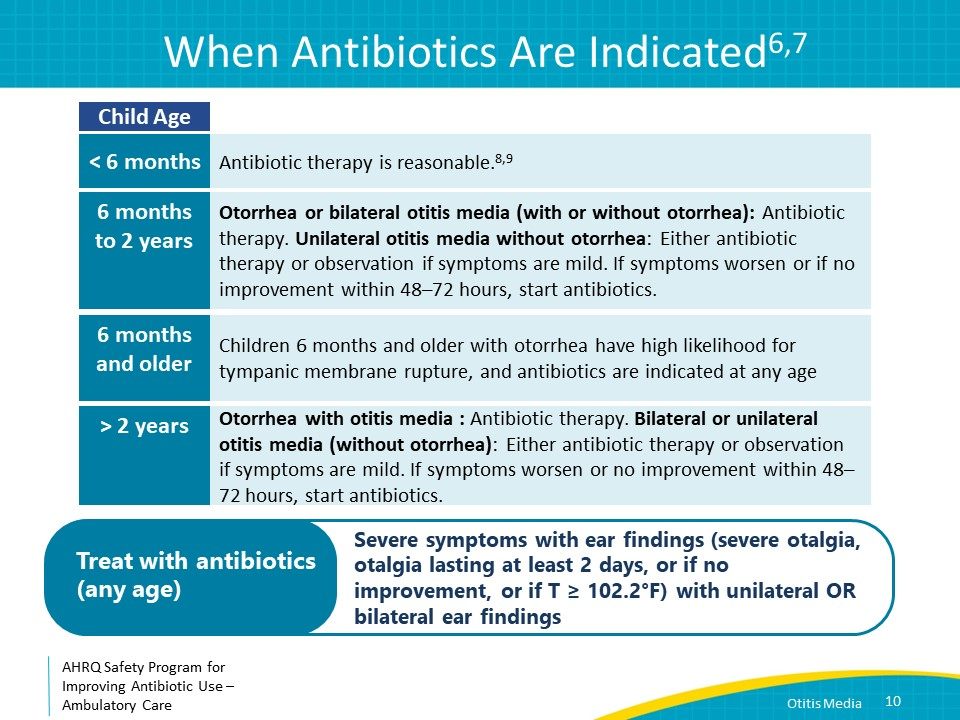 When Antibiotics Are Indicated6,7
Child Age
< 6 months
Antibiotic therapy is reasonable.8,9
6 months
to 2 years
Otorrhea or bilateral otitis media (with or without otorrhea): Antibiotic
therapy. Unilateral otitis media without otorrhea: Either antibiotic
therapy or observation if symptoms are mild. If symptoms worsen or if no
improvement within 48–72 hours, start antibiotics.
6 months
and older
Children 6 months and older with otorrhea have high likelihood for
tympanic membrane rupture, and antibiotics are indicated at any age
> 2 years
Otorrhea with otitis media : Antibiotic therapy. Bilateral or unilateral
otitis media (without otorrhea): Either antibiotic therapy or observation
if symptoms are mild. If symptoms worsen or no improvement within 48–
72 hours, start antibiotics.
Treat with antibiotics
(any age)
Severe symptoms with ear findings (severe otalgia,
otalgia lasting at least 2 days, or if no
improvement, or if T ≥ 102.2°F) with unilateral OR
bilateral ear findings
AHRQ Safety Program for
Improving Antibiotic Use –
Ambulatory Care
Otitis Media 10